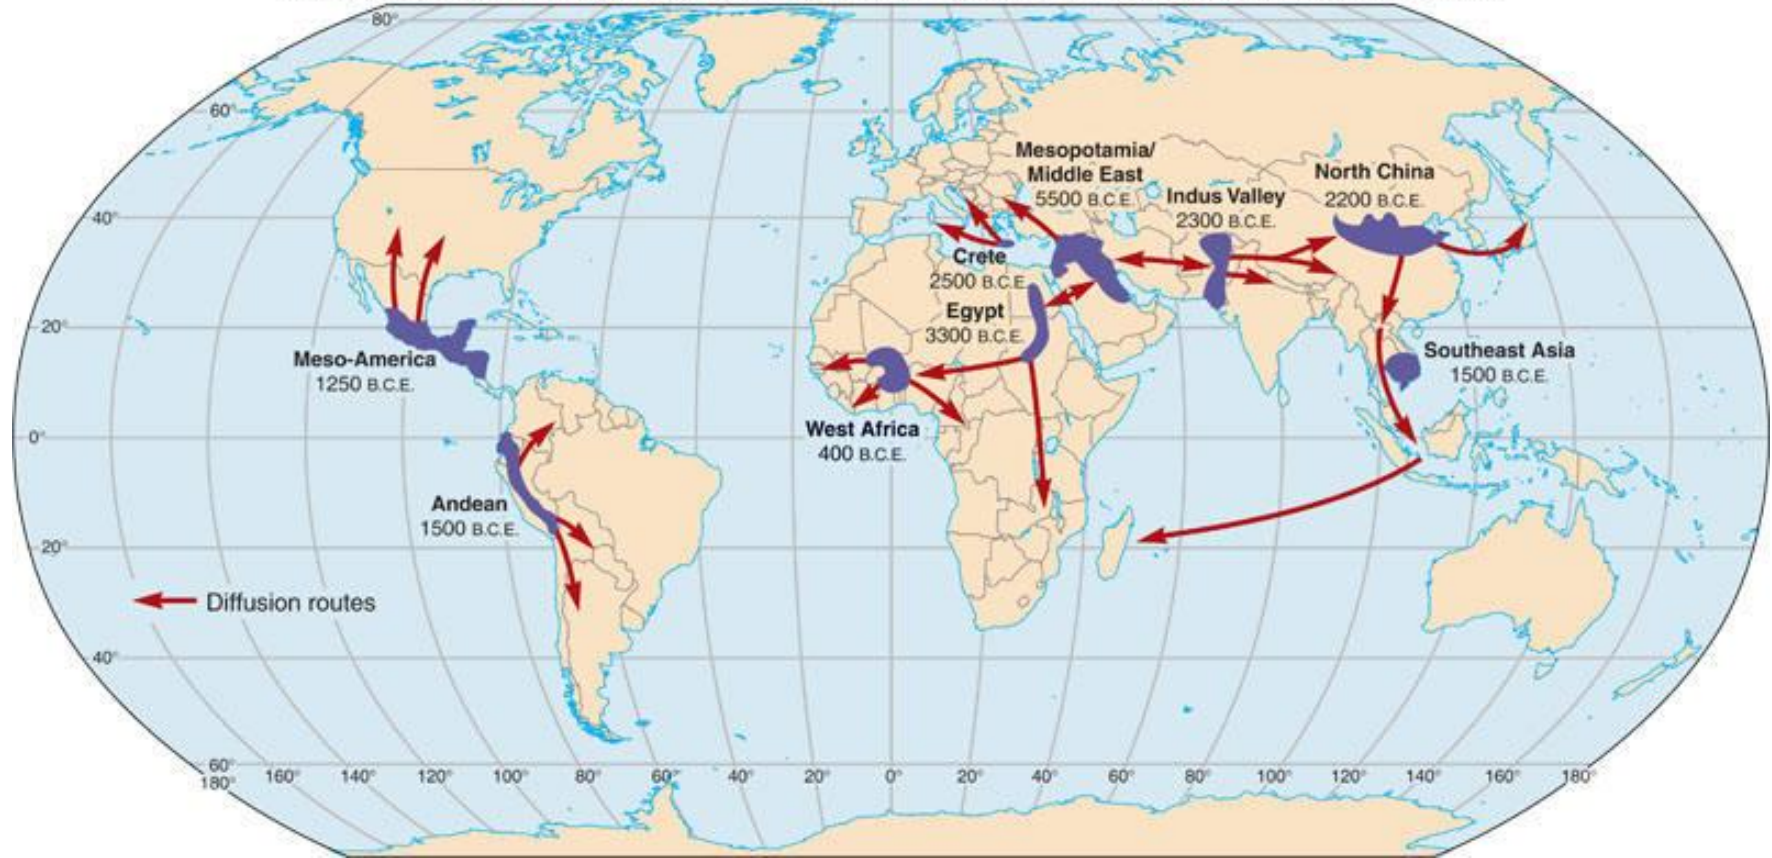 80°
60°
40°
20°
0°
20°
40°
60°
180°
160°
140°
120°
100°
80°
60°
40°
20°
0°
20°
40°
60°
80°
100°
120°
140°
160°
180°
Mesopotamia/
Middle East
5500 B.C.E.
Indus Valley
2300 B.C.E.
North China
2200 B.C.E.
Crete
2500 B.C.E.
Egypt
3300 B.C.E.
Meso-America
1250 B.C.E.
Southeast Asia
1500 B.C.E.
West Africa
400 B.C.E.
Andean
1500 B.C.E.
Diffusion routes